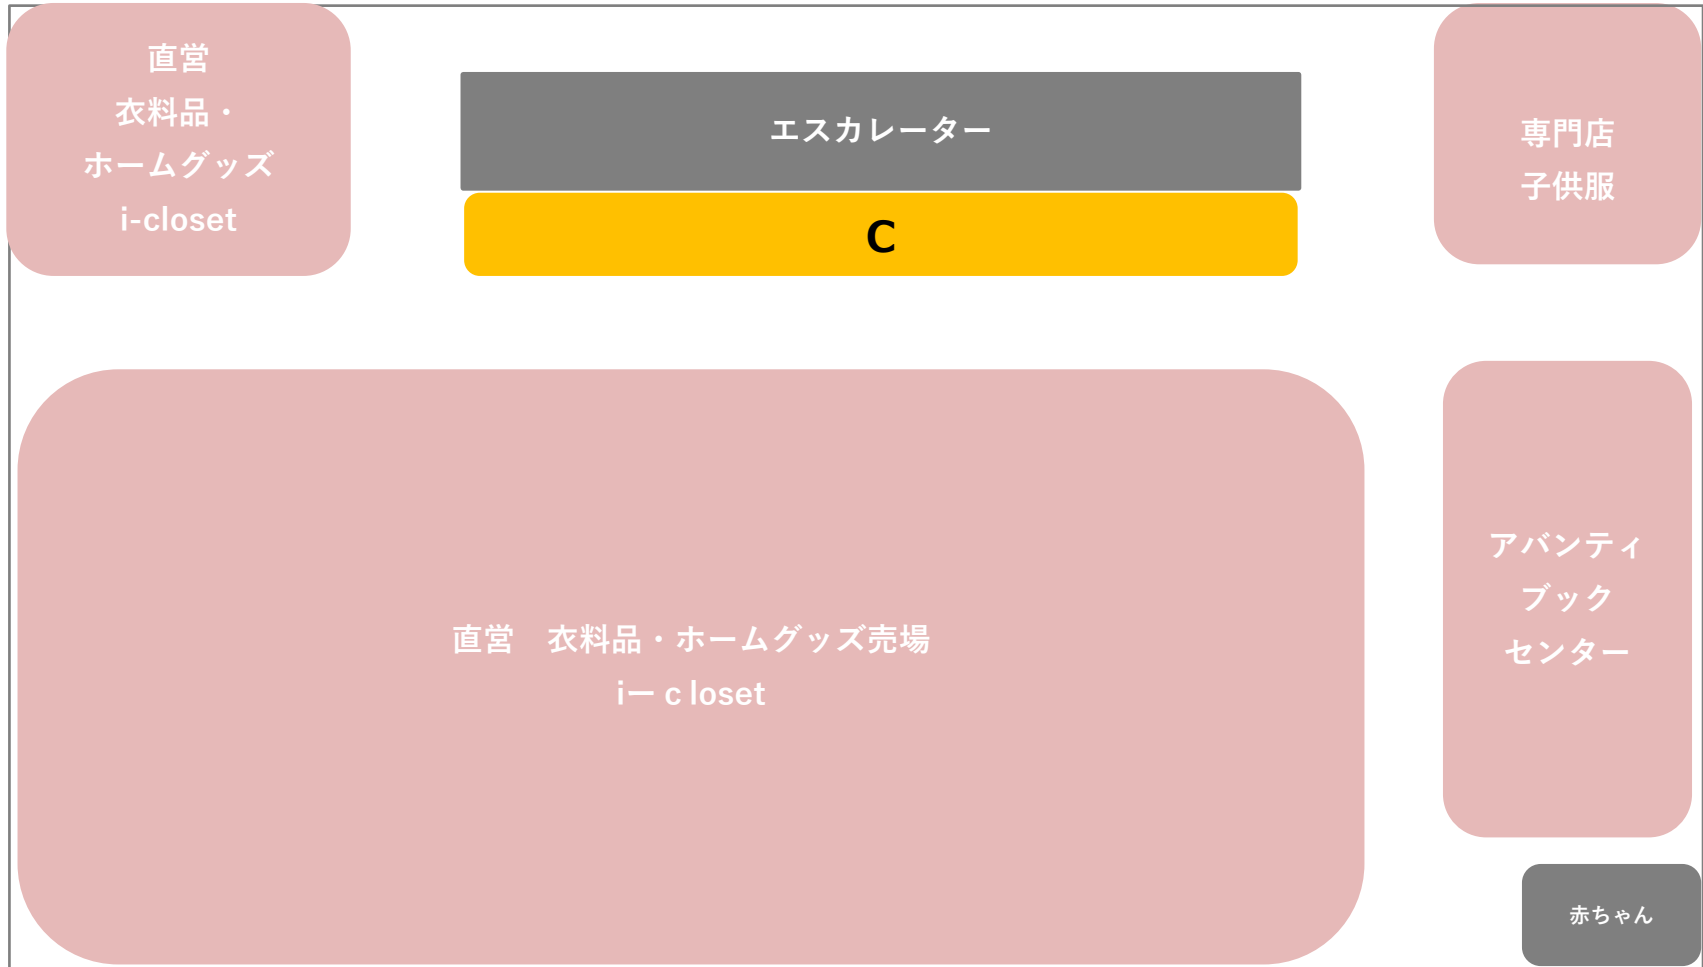 直営
衣料品・
ホームグッズ
i-closet
エスカレーター
C
専門店
子供服
直営　衣料品・ホームグッズ売場
iー c loset
アバンティ
ブック
センター
赤ちゃん